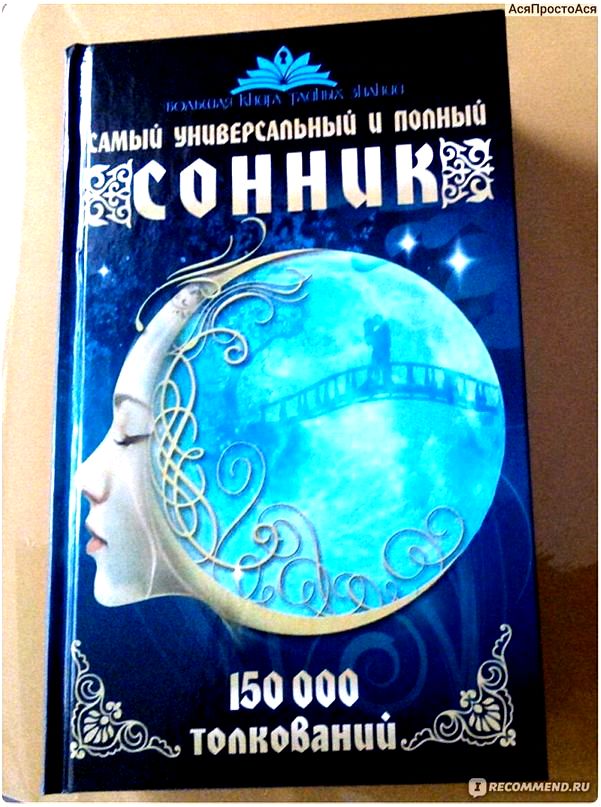 АсяПростоАся
БОЛЬШАЯ КНИГА ТАЙНЫХ ЗНАНИЙ
САМЫЙ УНИВЕРСАЛЬНЫЙ И ПОЛНЫЙ
СОННИК
150 000
ТОЛКОВАНИЙ
RECOMMEND.RU